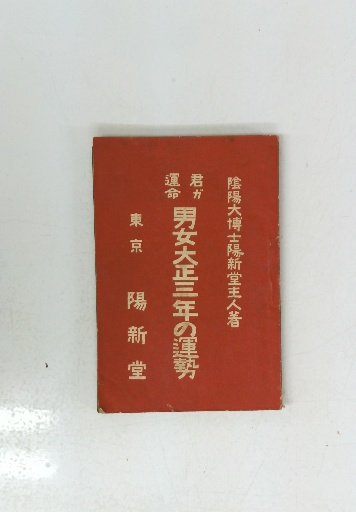 陰陽大博士陽新堂主人著
君ガ
運命
男女大正三年の運勢
東京
陽新堂